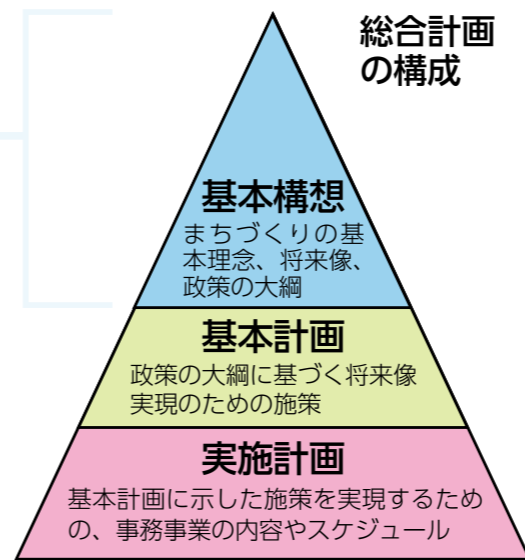 総合計画
の構成
基本構想
まちづくりの基
本理念、将来像、
政策の大綱
基本計画
政策の大綱に基づく将来像
実現のための施策
実施計画
基本計画に示した施策を実現するため
の、事務事業の内容やスケジュール